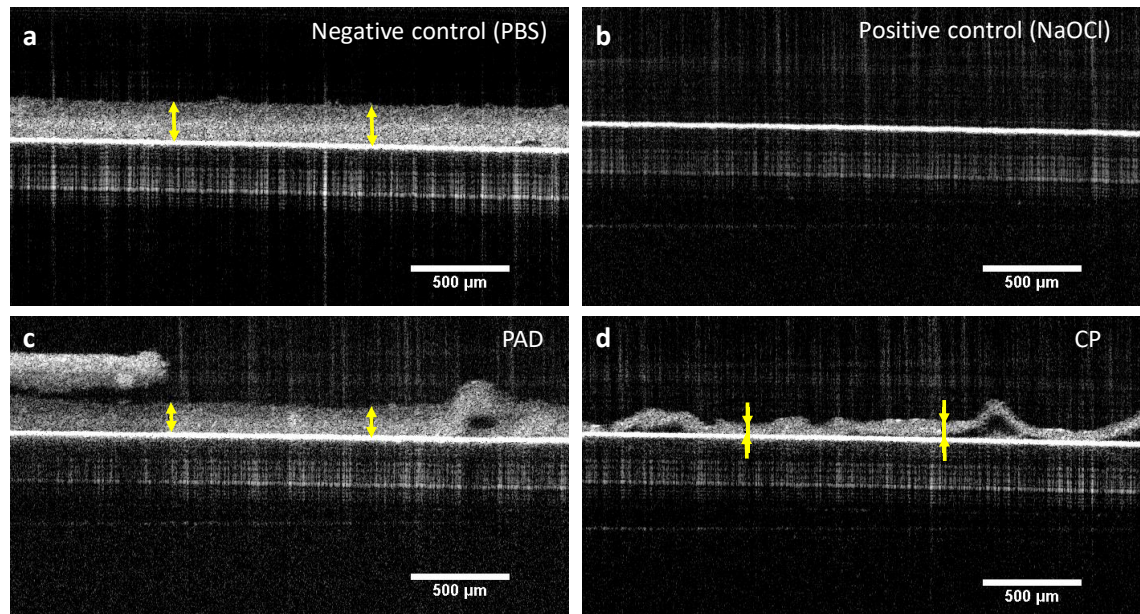 a
Negative control (PBS)
500 µm
b
Positive control (NaOCl)
500 µm
c
PAD
500 µm
d
CP
500 µm